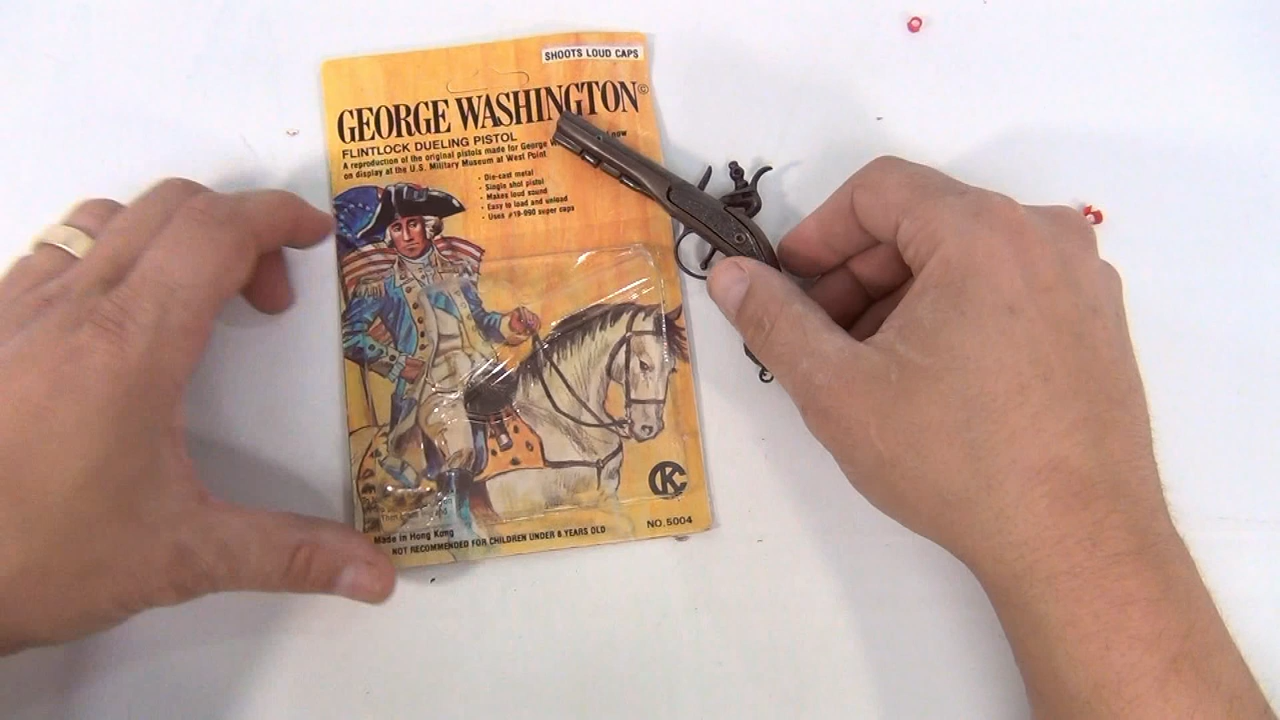 SHOOTS LOUD CAPS
GEORGE WASHINGTON©
FLINTLOCK DUELING PISTOL
A reproduction of the original pistols made for George now
on display at the U.S. Military Museum at West Point
• Die-cast metal
• Single shot pistol
• Makes loud sound
• Easy to load and unload
• Uses #19-990 super caps
CKC
Made in Hong Kong
NO. 5004
NOT RECOMMENDED FOR CHILDREN UNDER 8 YEARS OLD